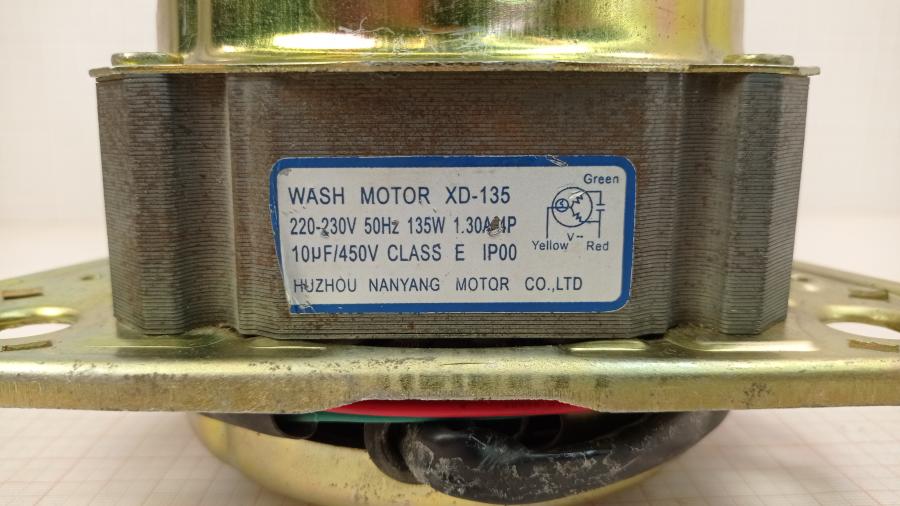 WASH MOTOR XD-135
220-230V 50Hz 135W 1.30A 4P
10µF/450V CLASS E IP00
HUZHOU NANYANG MOTOR CO.,LTD
Green
V~
Yellow Red